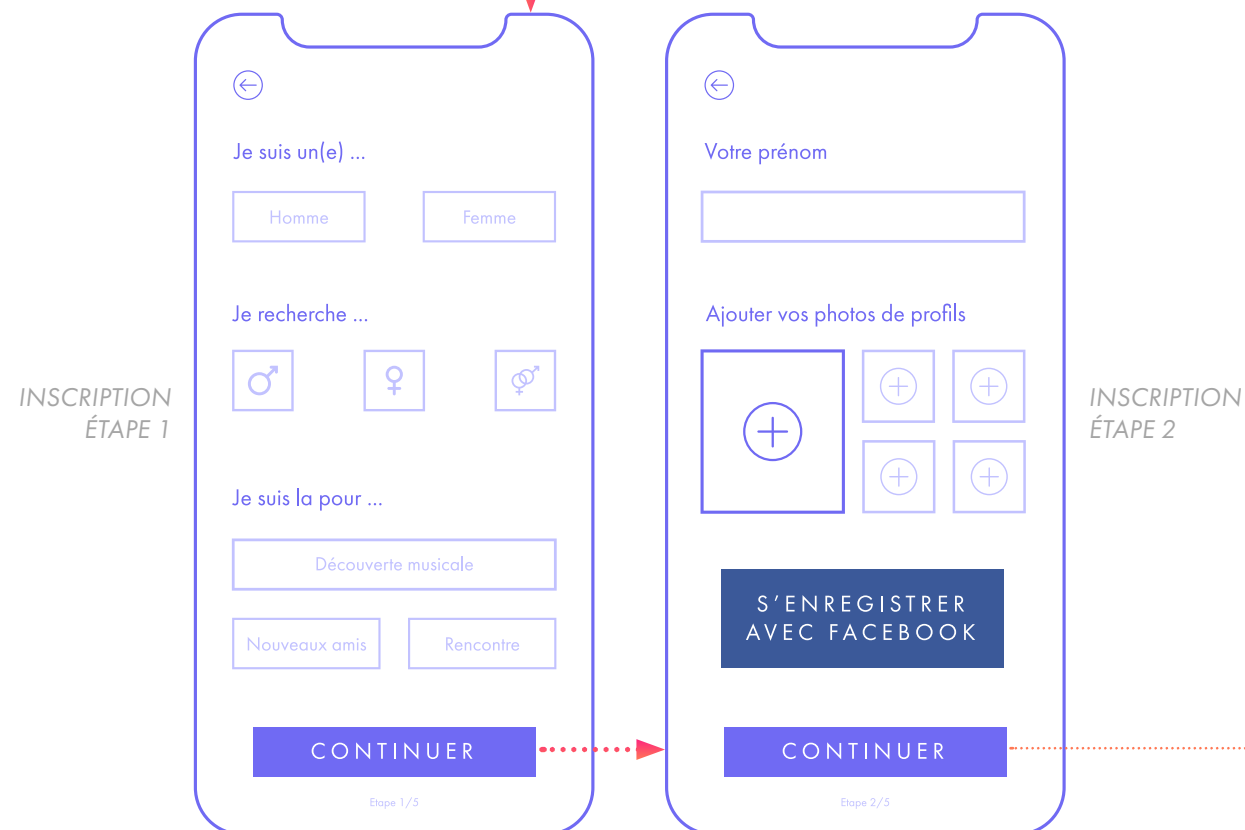 INSCRIPTION
ÉTAPE 1
Je suis un(e) ...
Homme
Femme
Je recherche ...
Je suis la pour ...
Découverte musicale
Nouveaux amis
Rencontre
CONTINUER
Etape 1/5
Votre prénom
Ajouter vos photos de profils
S’ENREGISTRER
AVEC FACEBOOK
CONTINUER
Etape 2/5
INSCRIPTION
ÉTAPE 2